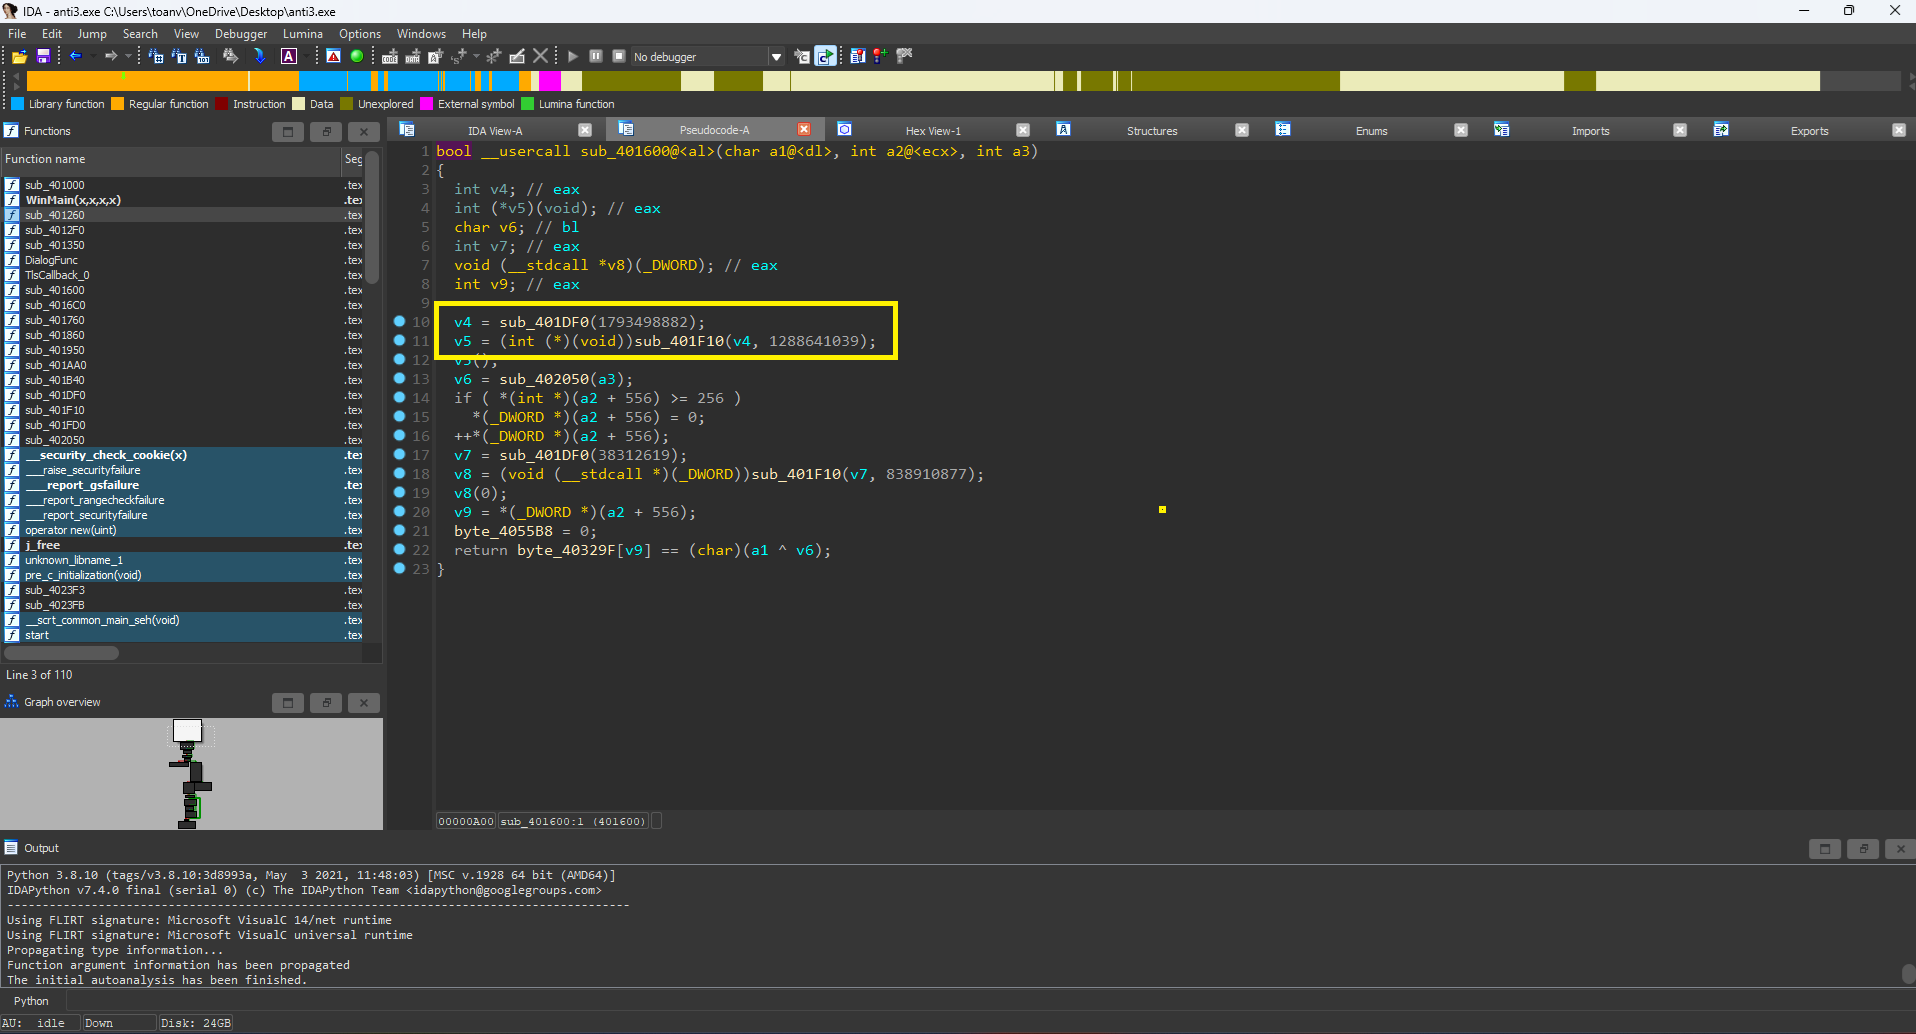 IDA - anti3.exe C:\Users\toanv\OneDrive\Desktop\anti3.exe
File Edit Jump Search View Debugger Lumina Options Windows Help
No debugger
Library function Regular function Instruction Data Unexplored External symbol Lumina function
Functions
Function name Seg
sub_401000 .tex
WinMain(x,x,x,x) .tex
sub_401260 .tex
sub_4012F0 .tex
sub_401350 .tex
DialogFunc .tex
TlsCallback_0 .tex
sub_401600 .tex
sub_4016C0 .tex
sub_401760 .tex
sub_401860 .tex
sub_401950 .tex
sub_401AA0 .tex
sub_401B40 .tex
sub_401DF0 .tex
sub_401F10 .tex
sub_401FD0 .tex
sub_402050 .tex
__security_check_cookie(x) .tex
___raise_securityfailure .tex
___report_gsfailure .tex
___report_rangecheckfailure .tex
___report_securityfailure .tex
operator new(uint) .tex
j_free .tex
unknown_libname_1 .tex
pre_c_initialization(void) .tex
sub_4023F3 .tex
sub_4023FB .tex
__scrt_common_main_seh(void) .tex
start .tex
Line 3 of 110
Graph overview
IDA View-A Pseudocode-A Hex View-1 Structures Enums Imports Exports
1 bool __usercall sub_401600@<al>(char a1@<dl>, int a2@<ecx>, int a3)
2 {
3 int v4; // eax
4 int (*v5)(void); // eax
5 char v6; // bl
6 int v7; // eax
7 void (__stdcall *v8)(_DWORD); // eax
8 int v9; // eax
9
10 v4 = sub_401DF0(1793498882);
11 v5 = (int (*)(void))sub_401F10(v4, 1288641039);
12 v5();
13 v6 = sub_402050(a3);
14 if ( *(int *)(a2 + 556) >= 256 )
15 *(_DWORD *)(a2 + 556) = 0;
16 ++*(_DWORD *)(a2 + 556);
17 v7 = sub_401DF0(38312619);
18 v8 = (void (__stdcall *)(_DWORD))sub_401F10(v7, 838910877);
19 v8(0);
20 v9 = *(_DWORD *)(a2 + 556);
21 byte_4055B8 = 0;
22 return byte_40329F[v9] == (char)(a1 ^ v6);
23 }
00000A00 sub_401600:1 (401600)
Output
Python 3.8.10 (tags/v3.8.10:3d8993a, May 3 2021, 11:48:03) [MSC v.1928 64 bit (AMD64)]
IDAPython v7.4.0 final (serial 0) (c) The IDAPython Team <idapython@googlegroups.com>
-----------------------------------------------------------------------------------------
Using FLIRT signature: Microsoft VisualC 14/net runtime
Using FLIRT signature: Microsoft VisualC universal runtime
Propagating type information...
Function argument information has been propagated
The initial autoanalysis has been finished.
Python
AU: idle Down Disk: 24GB